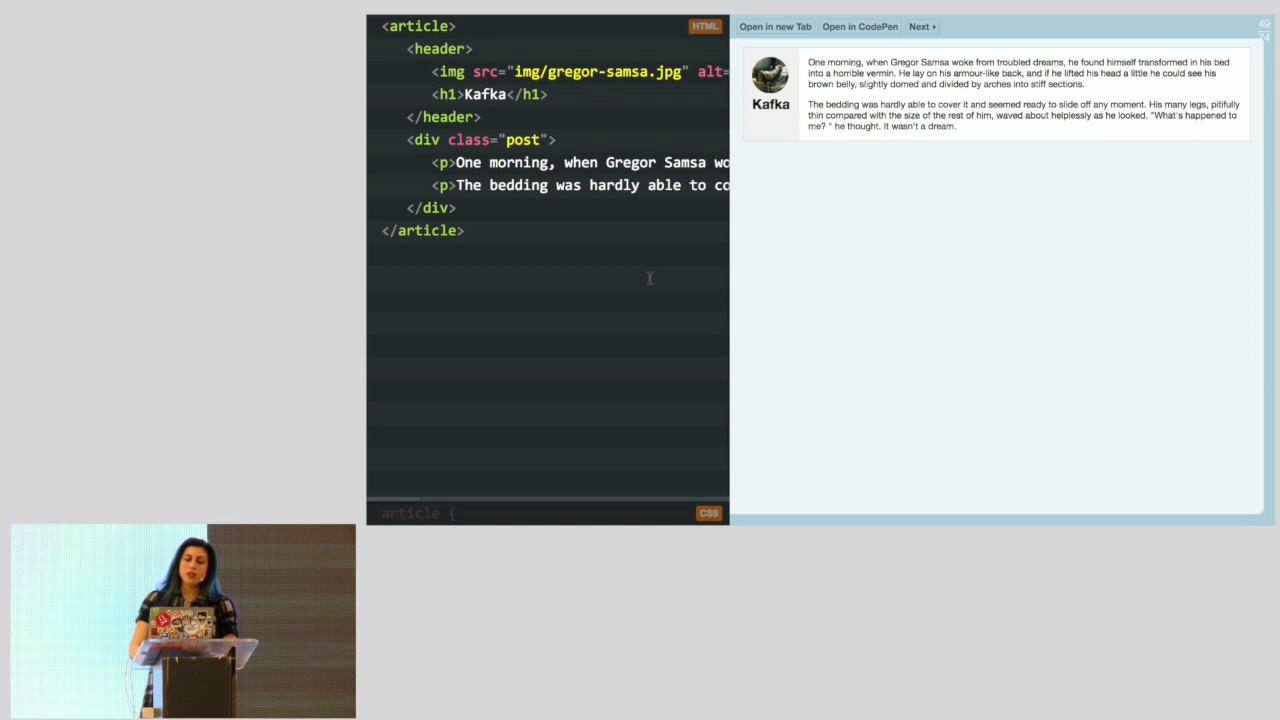 <article>
<header>
<img src="img/gregor-samsa.jpg" alt=
<h1>Kafka</h1>
</header>
<div class="post">
<p>One morning, when Gregor Samsa wo
<p>The bedding was hardly able to co
</div>
</article>
HTML
article {
CSS
Open in new Tab Open in CodePen Next
49
74
Kafka
One morning, when Gregor Samsa woke from troubled dreams, he found himself transformed in his bed
into a horrible vermin. He lay on his armour-like back, and if he lifted his head a little he could see his
brown belly, slightly domed and divided by arches into stiff sections.
The bedding was hardly able to cover it and seemed ready to slide off any moment. His many legs, pitifully
thin compared with the size of the rest of him, waved about helplessly as he looked. "What's happened to
me? " he thought. It wasn't a dream.